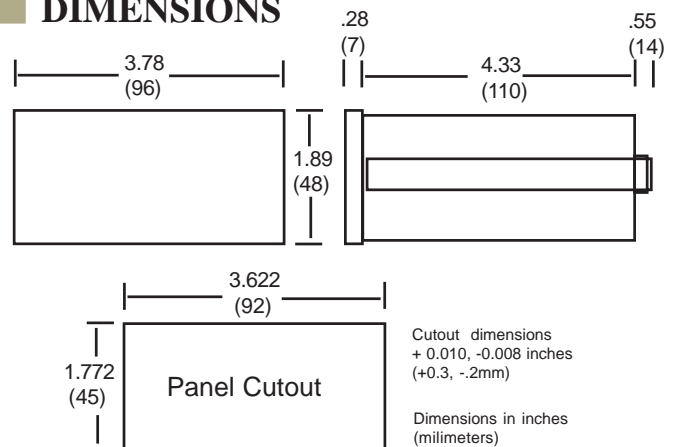 DIMENSIONS
.28
(7)
.55
(14)
3.78
(96)
4.33
(110)
1.89
(48)
3.622
(92)
1.772
(45)
Panel Cutout
Cutout dimensions
+ 0.010, -0.008 inches
(+0.3, -.2mm)
Dimensions in inches
(milimeters)